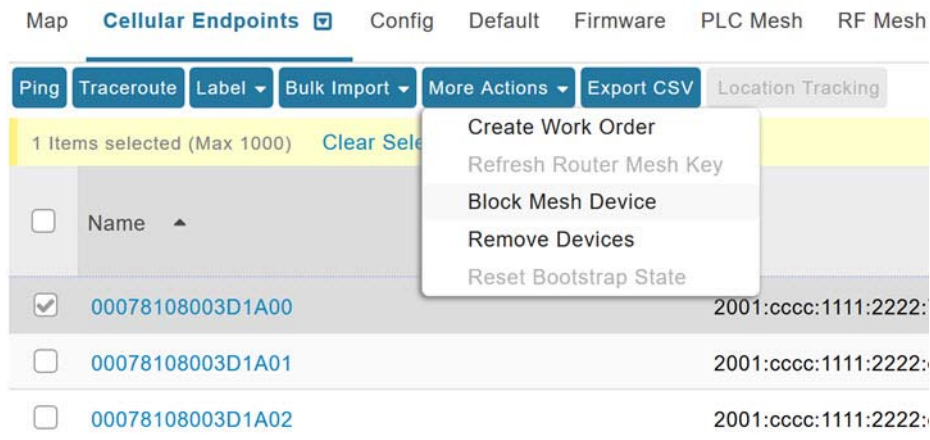 Map Cellular Endpoints Config Default Firmware PLC Mesh RF Mesh
Ping Traceroute Label Bulk Import More Actions Export CSV Location Tracking
1 Items selected (Max 1000) Clear Sele
Create Work Order
Refresh Router Mesh Key
Block Mesh Device
Remove Devices
Reset Bootstrap State
Name
00078108003D1A00 2001:cccc:1111:2222:
00078108003D1A01 2001:cccc:1111:2222:
00078108003D1A02 2001:cccc:1111:2222: